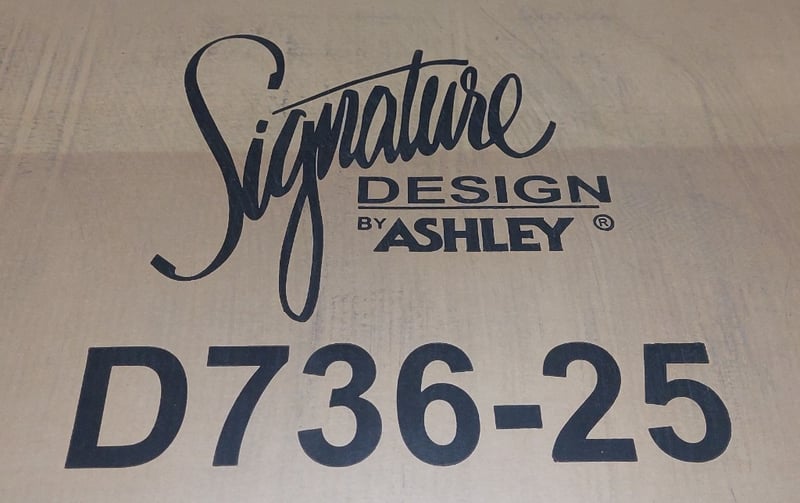 Signature
DESIGN
BY ASHLEY ®
D736-25